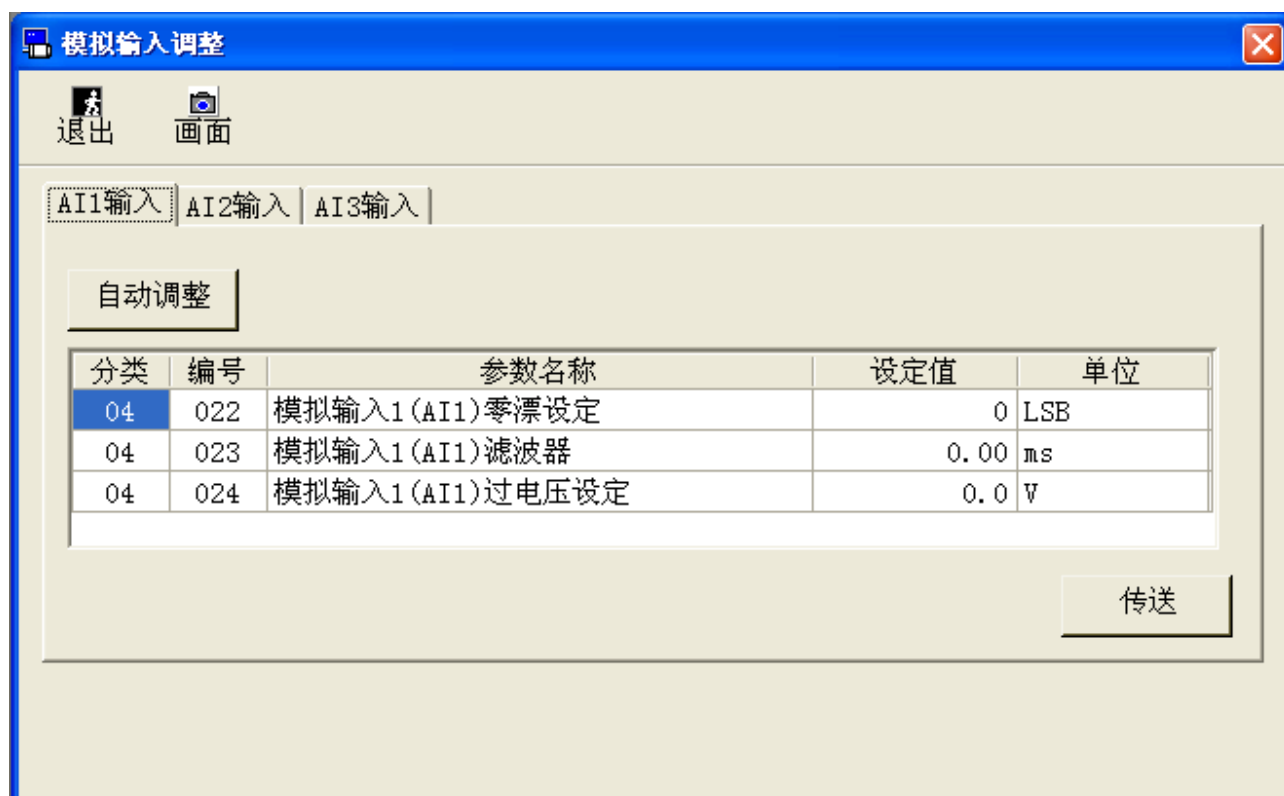 模拟输入调整
退出 画面
AI1输入 AI2输入 AI3输入
自动调整
分类 编号 参数名称 设定值 单位
04 022 模拟输入1(AI1)零漂设定 0 LSB
04 023 模拟输入1(AI1)滤波器 0.00 ms
04 024 模拟输入1(AI1)过电压设定 0.0 V
传送